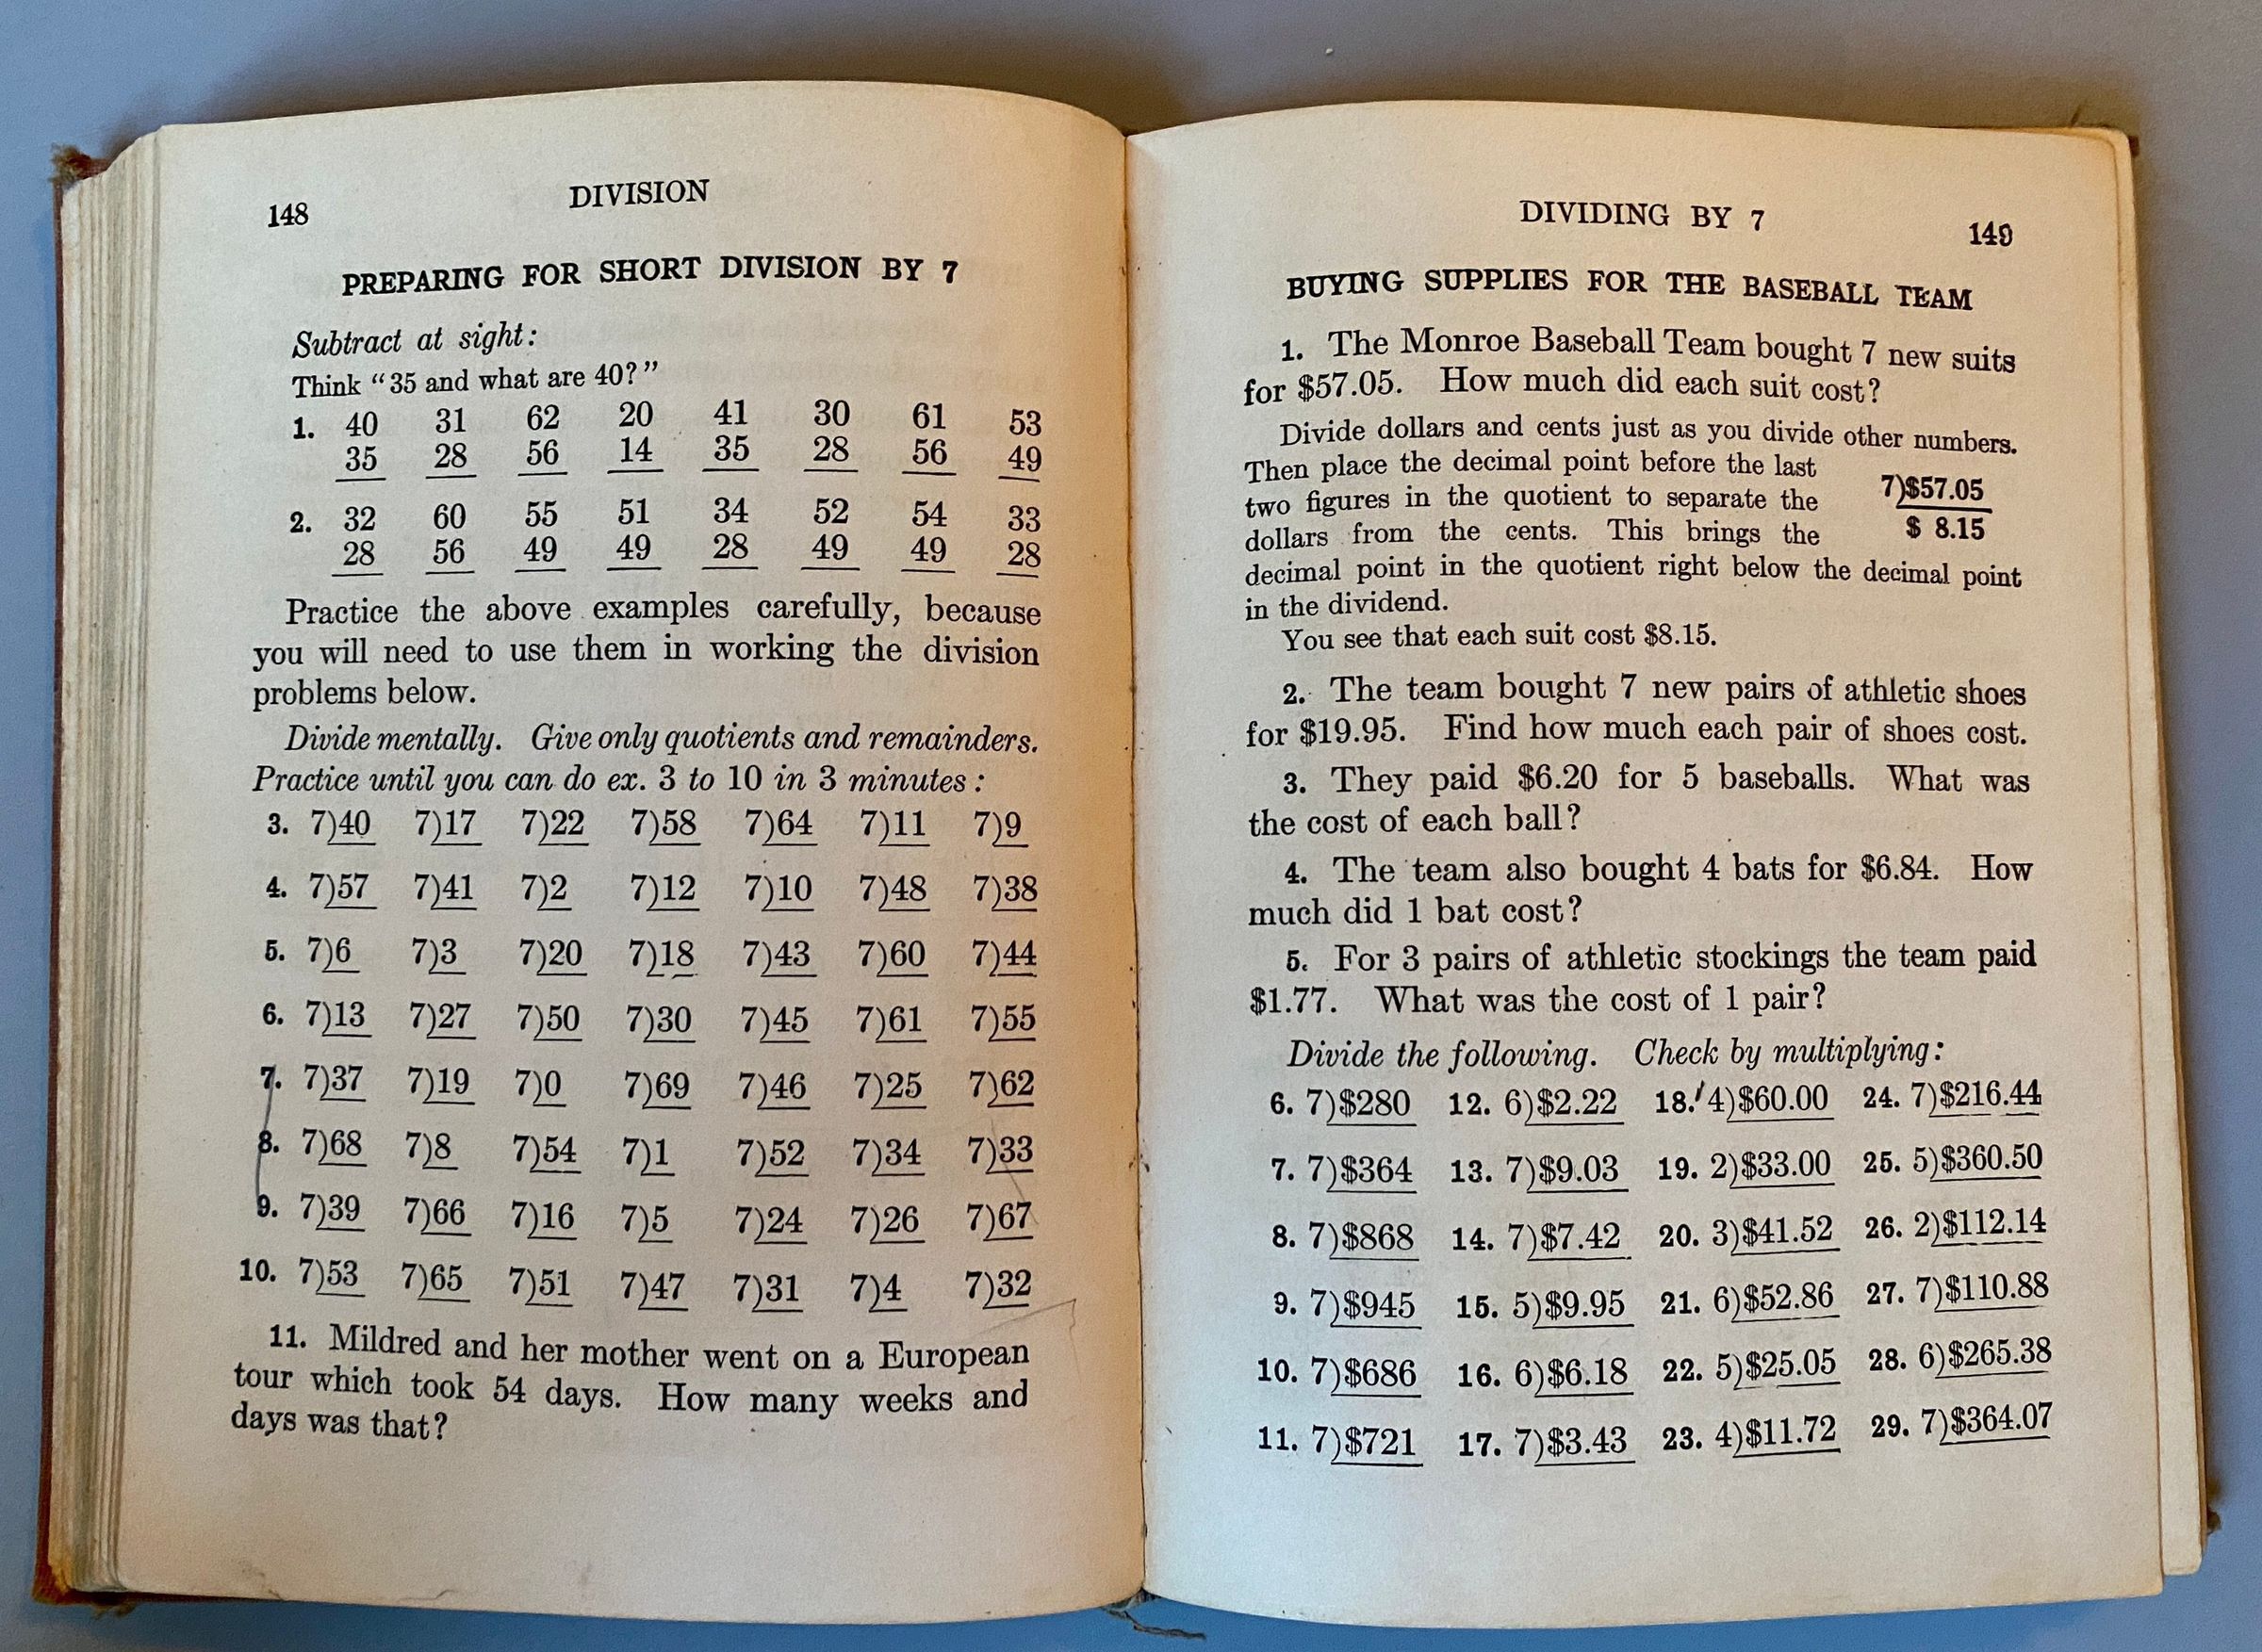 148
DIVISION
PREPARING FOR SHORT DIVISION BY 7
Subtract at sight:
Think “35 and what are 40?”
1. 40 31 62 20 41 30 61 53
35 28 56 14 35 28 56 49
2. 32 60 55 51 34 52 54 33
28 56 49 49 28 49 49 28
Practice the above examples carefully, because
you will need to use them in working the division
problems below.
Divide mentally. Give only quotients and remainders.
Practice until you can do ex. 3 to 10 in 3 minutes:
3. 7)40 7)17 7)22 7)58 7)64 7)11 7)9
4. 7)57 7)41 7)2 7)12 7)10 7)48 7)38
5. 7)6 7)3 7)20 7)18 7)43 7)60 7)44
6. 7)13 7)27 7)50 7)30 7)45 7)61 7)55
7. 7)37 7)19 7)0 7)69 7)46 7)25 7)62
8. 7)68 7)8 7)54 7)1 7)52 7)34 7)33
9. 7)39 7)66 7)16 7)5 7)24 7)26 7)67
10. 7)53 7)65 7)51 7)47 7)31 7)4 7)32
11. Mildred and her mother went on a European
tour which took 54 days. How many weeks and
days was that?
DIVIDING BY 7
149
BUYING SUPPLIES FOR THE BASEBALL TEAM
1. The Monroe Baseball Team bought 7 new suits
for $57.05. How much did each suit cost?
Divide dollars and cents just as you divide other numbers.
Then place the decimal point before the last
two figures in the quotient to separate the
dollars from the cents. This brings the
7)$57.05
$ 8.15
decimal point in the quotient right below the decimal point
in the dividend.
You see that each suit cost $8.15.
2. The team bought 7 new pairs of athletic shoes
for $19.95. Find how much each pair of shoes cost.
3. They paid $6.20 for 5 baseballs. What was
the cost of each ball?
4. The team also bought 4 bats for $6.84. How
much did 1 bat cost?
5. For 3 pairs of athletic stockings the team paid
$1.77. What was the cost of 1 pair?
Divide the following. Check by multiplying:
6. 7)$280 12. 6)$2.22 18. 4)$60.00 24. 7)$216.44
7. 7)$364 13. 7)$9.03 19. 2)$33.00 25. 5)$360.50
8. 7)$868 14. 7)$7.42 20. 3)$41.52 26. 2)$112.14
9. 7)$945 15. 5)$9.95 21. 6)$52.86 27. 7)$110.88
10. 7)$686 16. 6)$6.18 22. 5)$25.05 28. 6)$265.38
11. 7)$721 17. 7)$3.43 23. 4)$11.72 29. 7)$364.07